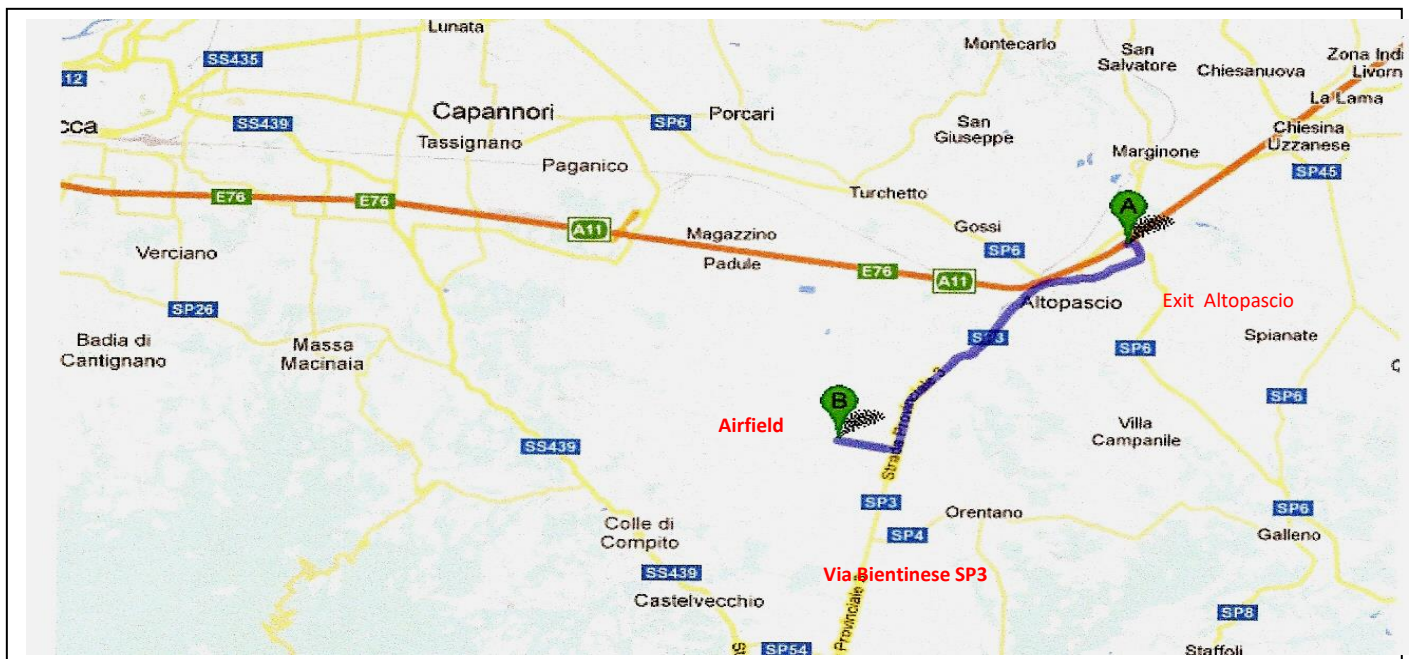 Lunata
Montecarlo
San
Salvatore
Chiesanuova
Zona Ind
Livorn
La Lama
SS435
12
Capannori
SP6
Porcari
San
Giuseppe
Chiesina
Uzzanese
cca
SS439
Tassignano
Paganico
Marginone
SP45
Turchetto
E76
E76
A11
Magazzino
Padule
Gossi
SP6
A
Verciano
E76
A11
Altopascio
Exit Altopascio
SP26
Badia di
Cantignano
Massa
Macinaia
SP3
SP6
Spianate
Airfield
B
Strada Provinciale 3
SP6
Villa
Campanile
SS439
SP3
Orentano
SP6
Galleno
Colle di
Compito
SP4
SS439
Via Bientinese SP3
Castelvecchio
Provinciale
SP8
St
SP54
Staffoli